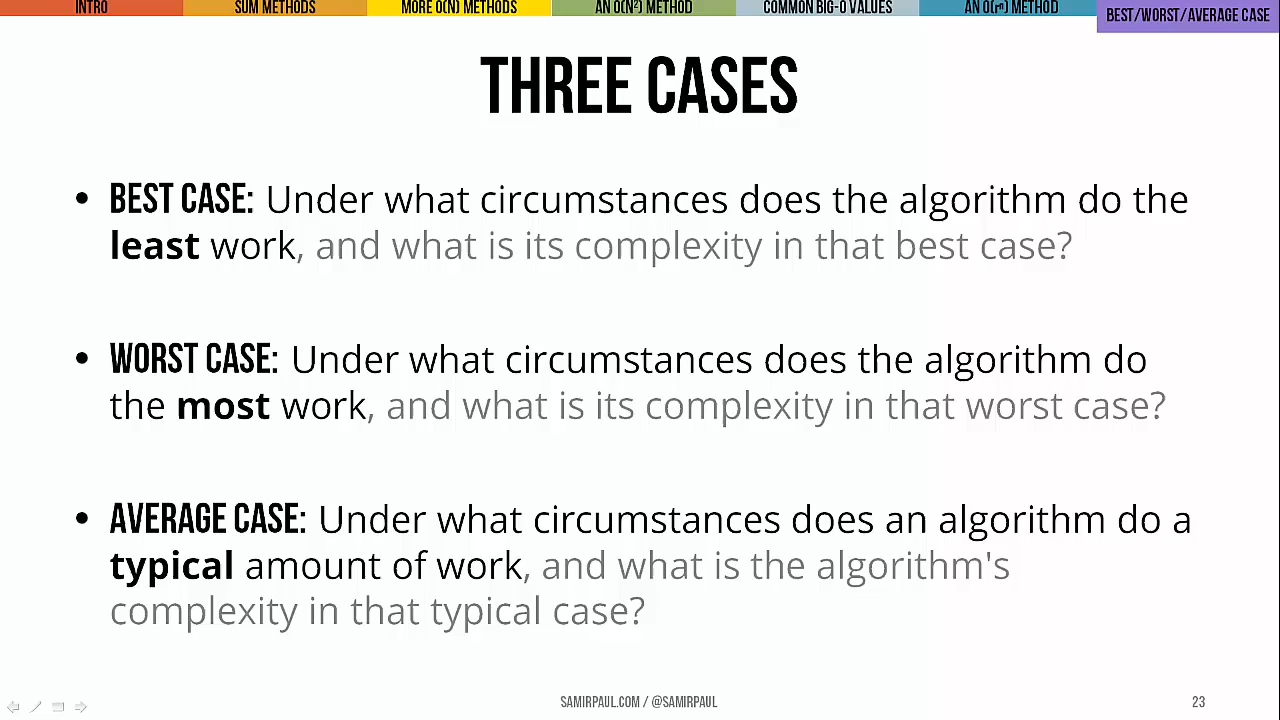 INTRO
SUM METHODS
MORE O(N) METHODS
AN O(N²) METHOD
COMMON BIG-O VALUES
AN O(rⁿ) METHOD
BEST/WORST/AVERAGE CASE
THREE CASES
• BEST CASE: Under what circumstances does the algorithm do the
least work, and what is its complexity in that best case?
• WORST CASE: Under what circumstances does the algorithm do
the most work, and what is its complexity in that worst case?
• AVERAGE CASE: Under what circumstances does an algorithm do a
typical amount of work, and what is the algorithm's
complexity in that typical case?
SAMIRPAUL.COM / @SAMIRPAUL
23